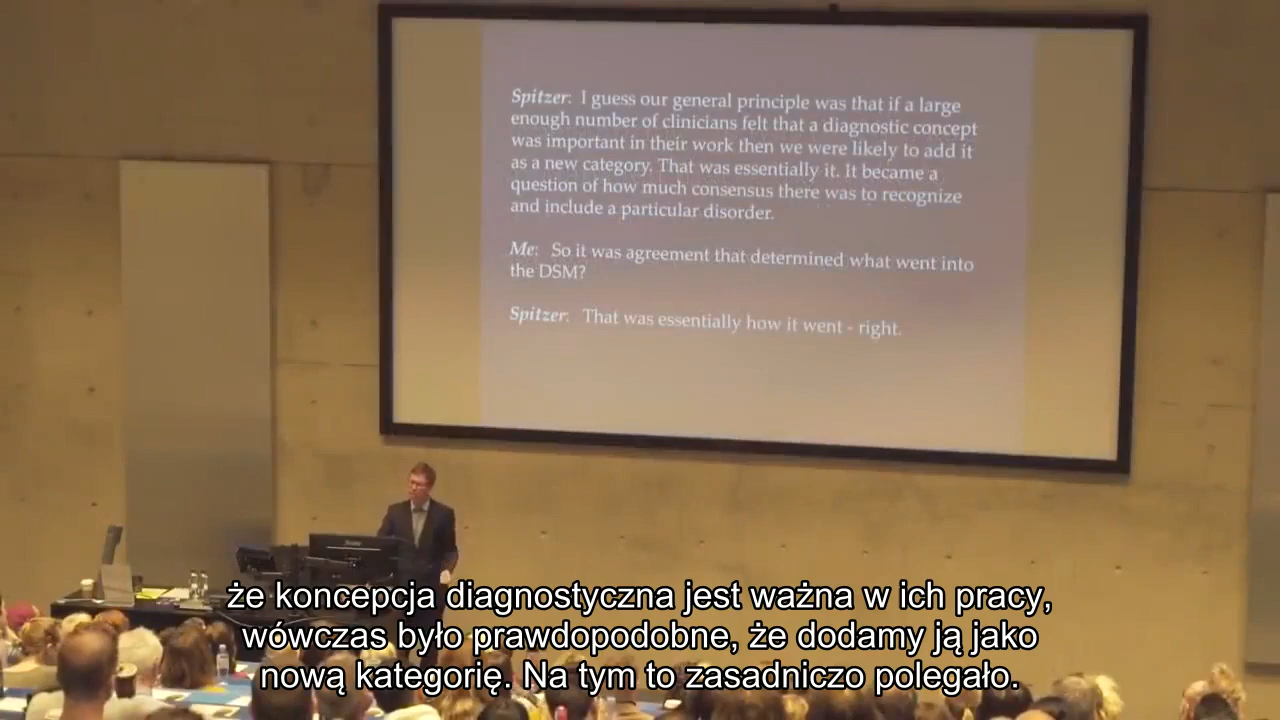 Spitzer: I guess our general principle was that if a large
enough number of clinicians felt that a diagnostic concept
was important in their work then we were likely to add it
as a new category. That was essentially it. It became a
question of how much consensus there was to recognize
and include a particular disorder.
Me: So it was agreement that determined what went into
the DSM?
Spitzer: That was essentially how it went - right.
że koncepcja diagnostyczna jest ważna w ich pracy,
wówczas było prawdopodobne, że dodamy ją jako
nową kategorię. Na tym to zasadniczo polegało.